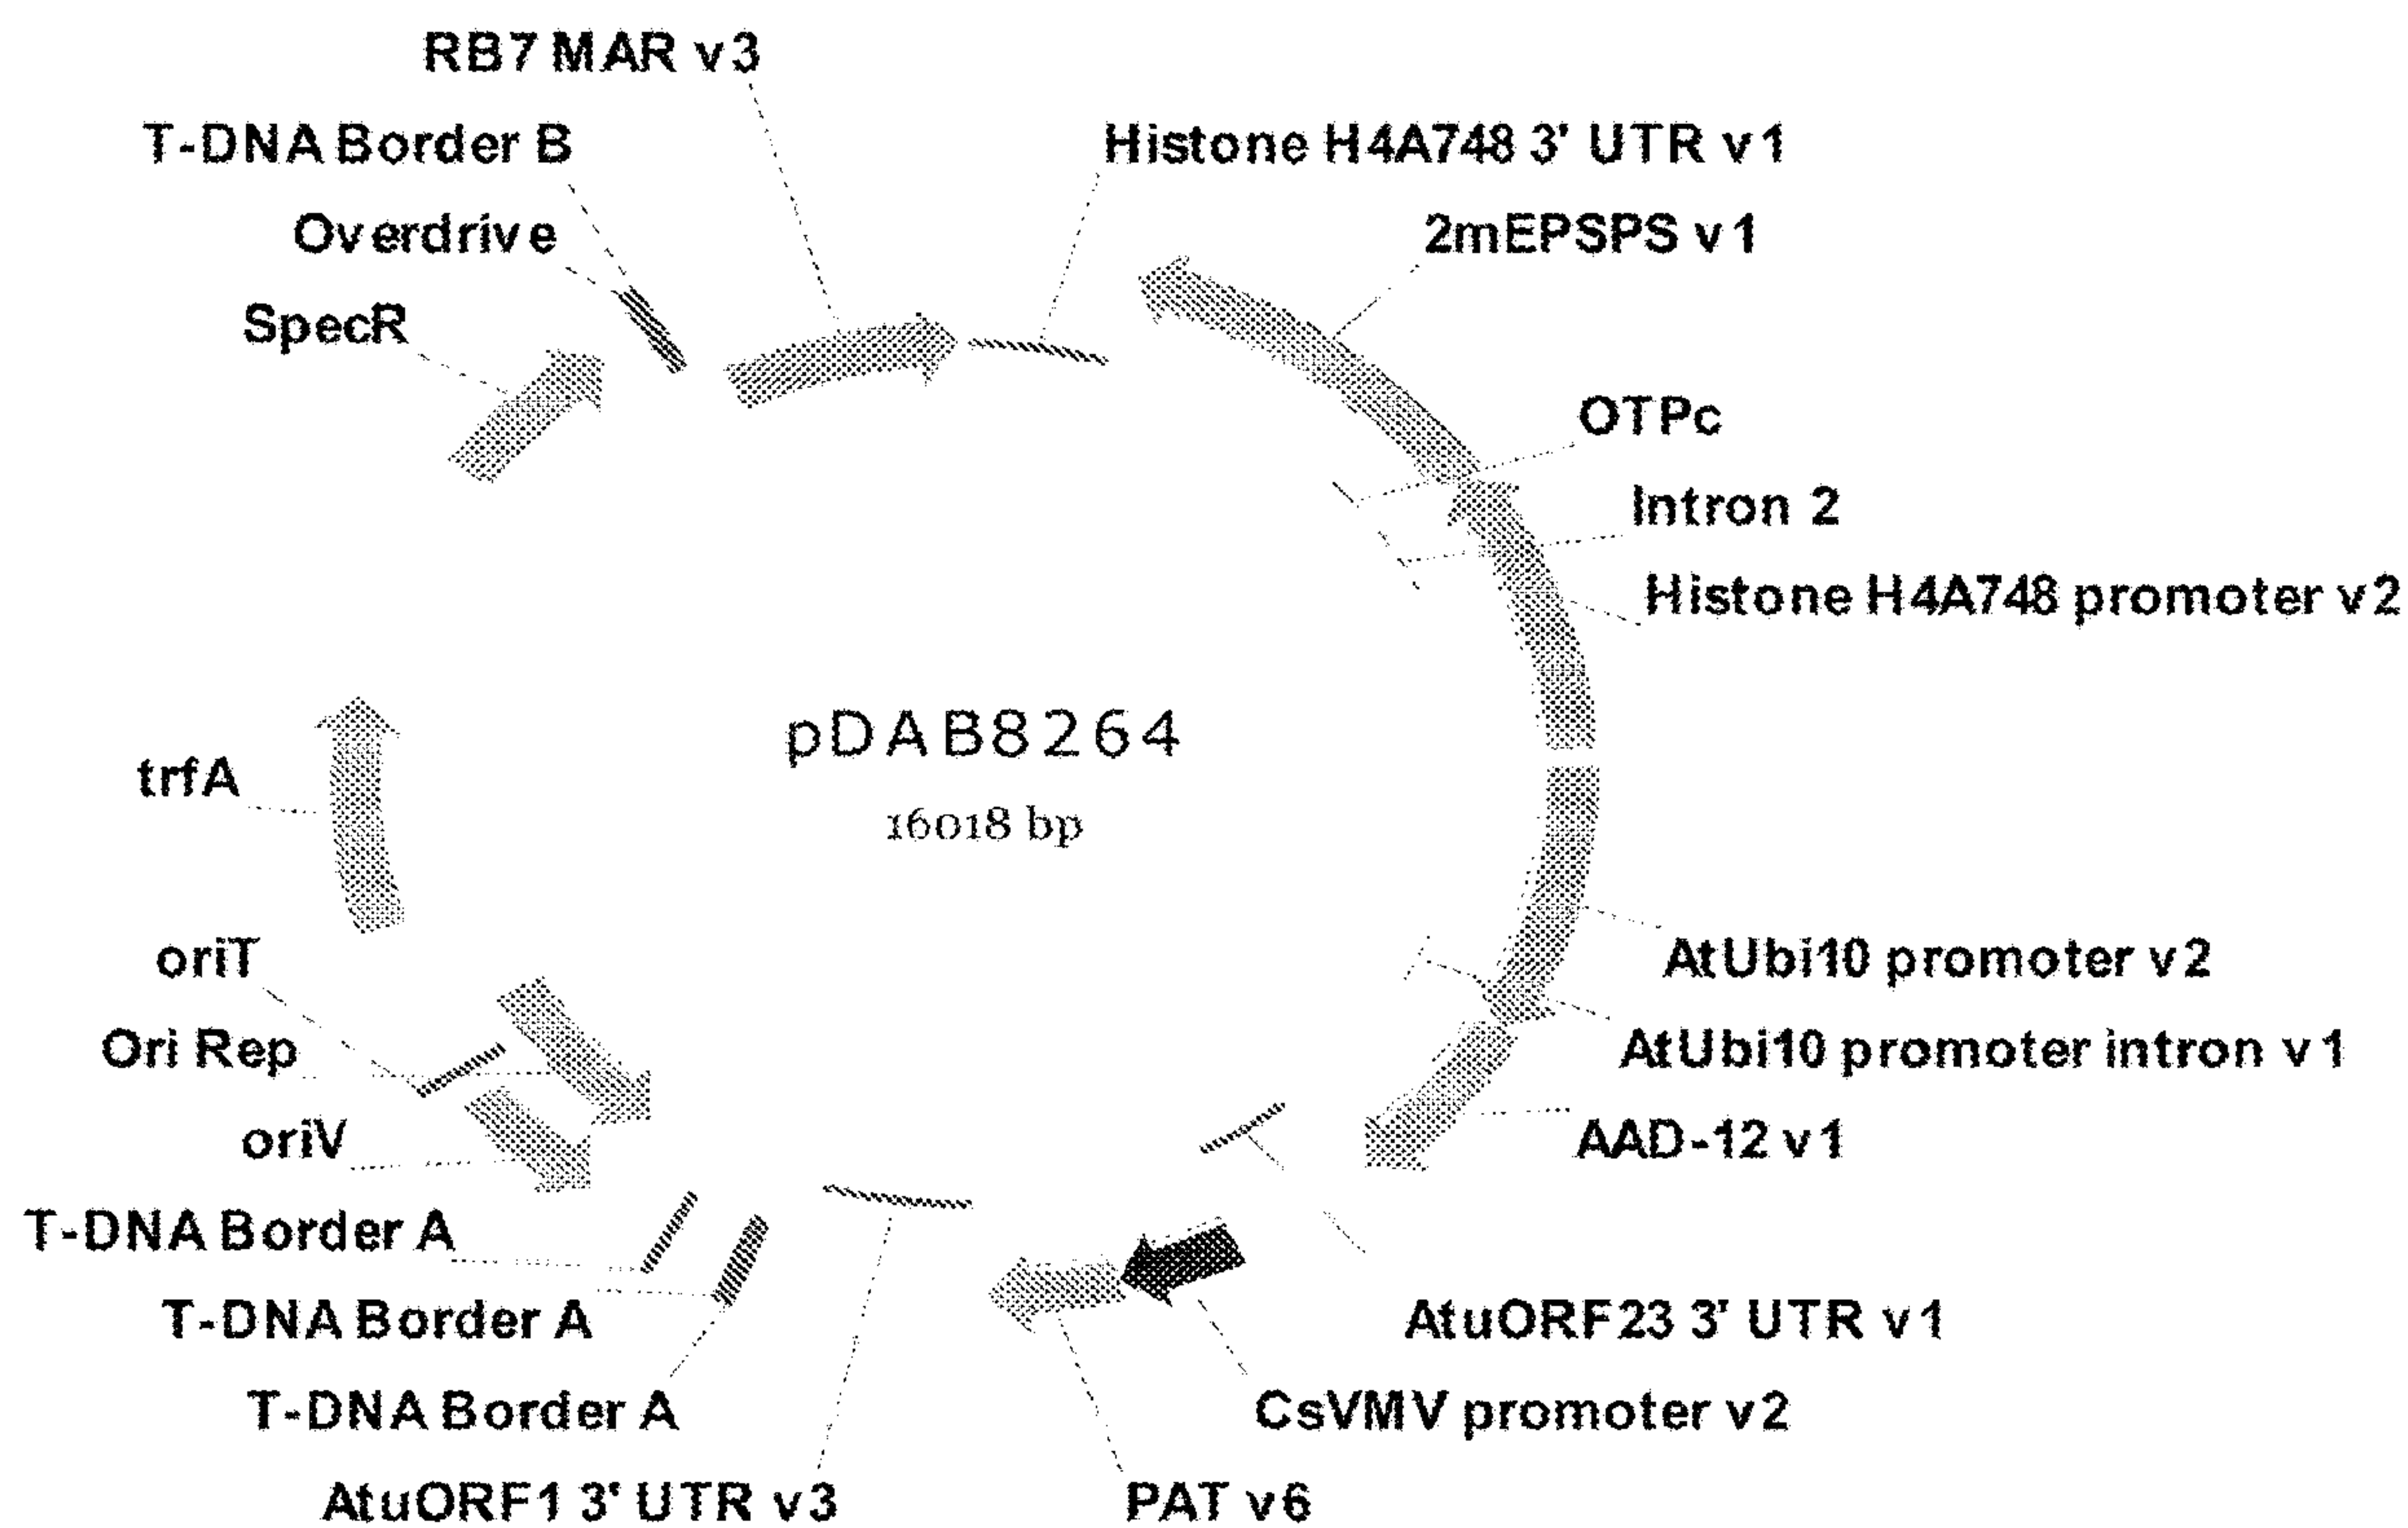 RB7 MAR v3
T-DNA Border B
Histone H4A748 3' UTR v1
Overdrive
2mEPSPS v1
SpecR
OTPc
Intron 2
Histone H4A748 promoter v2
pDAB8264
trfA
16018 bp
oriT
AtUbi10 promoter v2
Ori Rep
AtUbi10 promoter intron v1
oriV
AAD-12 v1
T-DNA Border A
T-DNA Border A
AtuORF23 3' UTR v1
T-DNA Border A
CsVMV promoter v2
AtuORF1 3' UTR v3
PAT v6